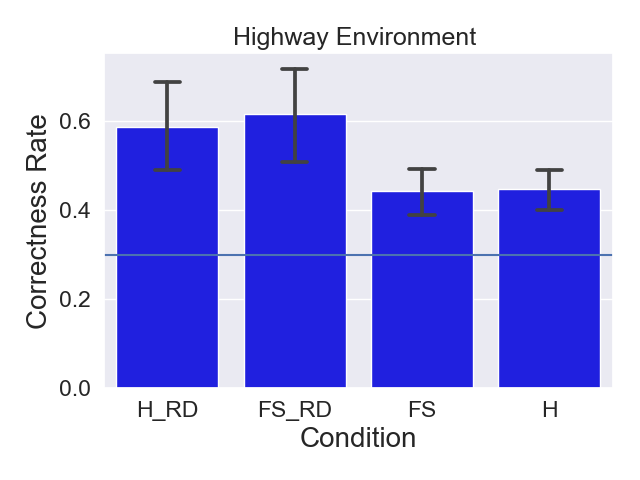 Highway Environment
Correctness Rate
0.6
0.4
0.2
0.0
H_RD
FS_RD
FS
H
Condition